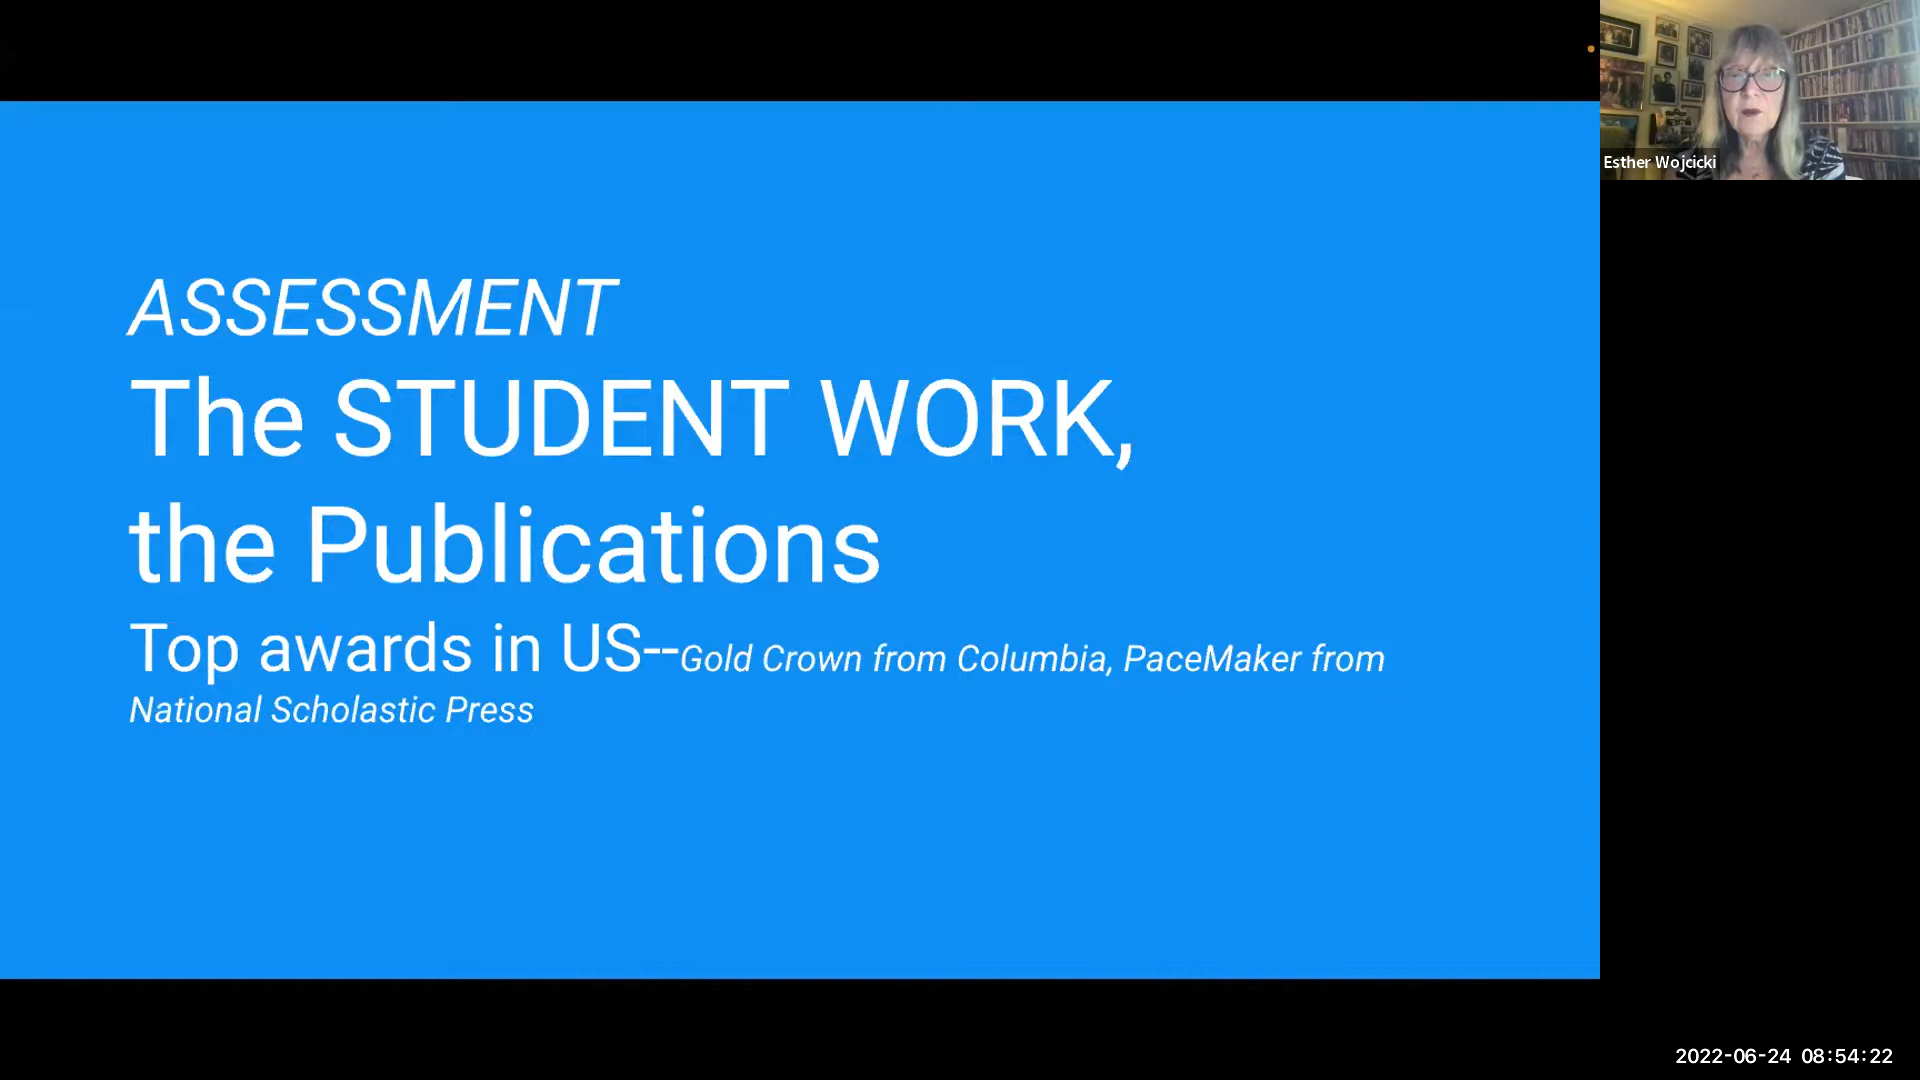 ASSESSMENT
The STUDENT WORK,
the Publications
Top awards in US--Gold Crown from Columbia, PaceMaker from
National Scholastic Press
Esther Wojcicki
2022-06-24 08:54:22